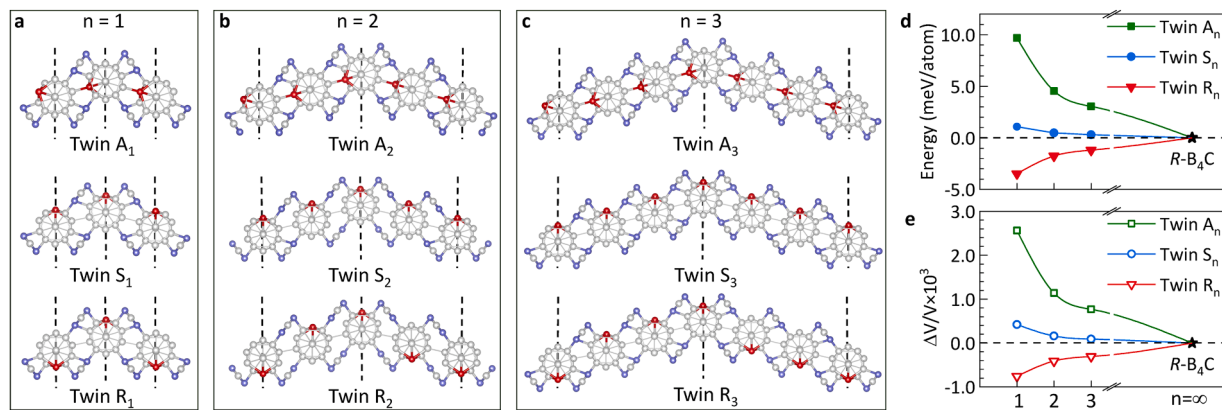 a n = 1
Twin A₁
Twin S₁
Twin R₁
b n = 2
Twin A₂
Twin S₂
Twin R₂
c n = 3
Twin A₃
Twin S₃
Twin R₃
d
Energy (meV/atom)
10.0
5.0
0.0
-5.0
Twin Aₙ
Twin Sₙ
Twin Rₙ
R-B₄C
e
ΔV/V×10³
3.0
2.0
1.0
0.0
-1.0
Twin Aₙ
Twin Sₙ
Twin Rₙ
R-B₄C
1 2 3 n=∞